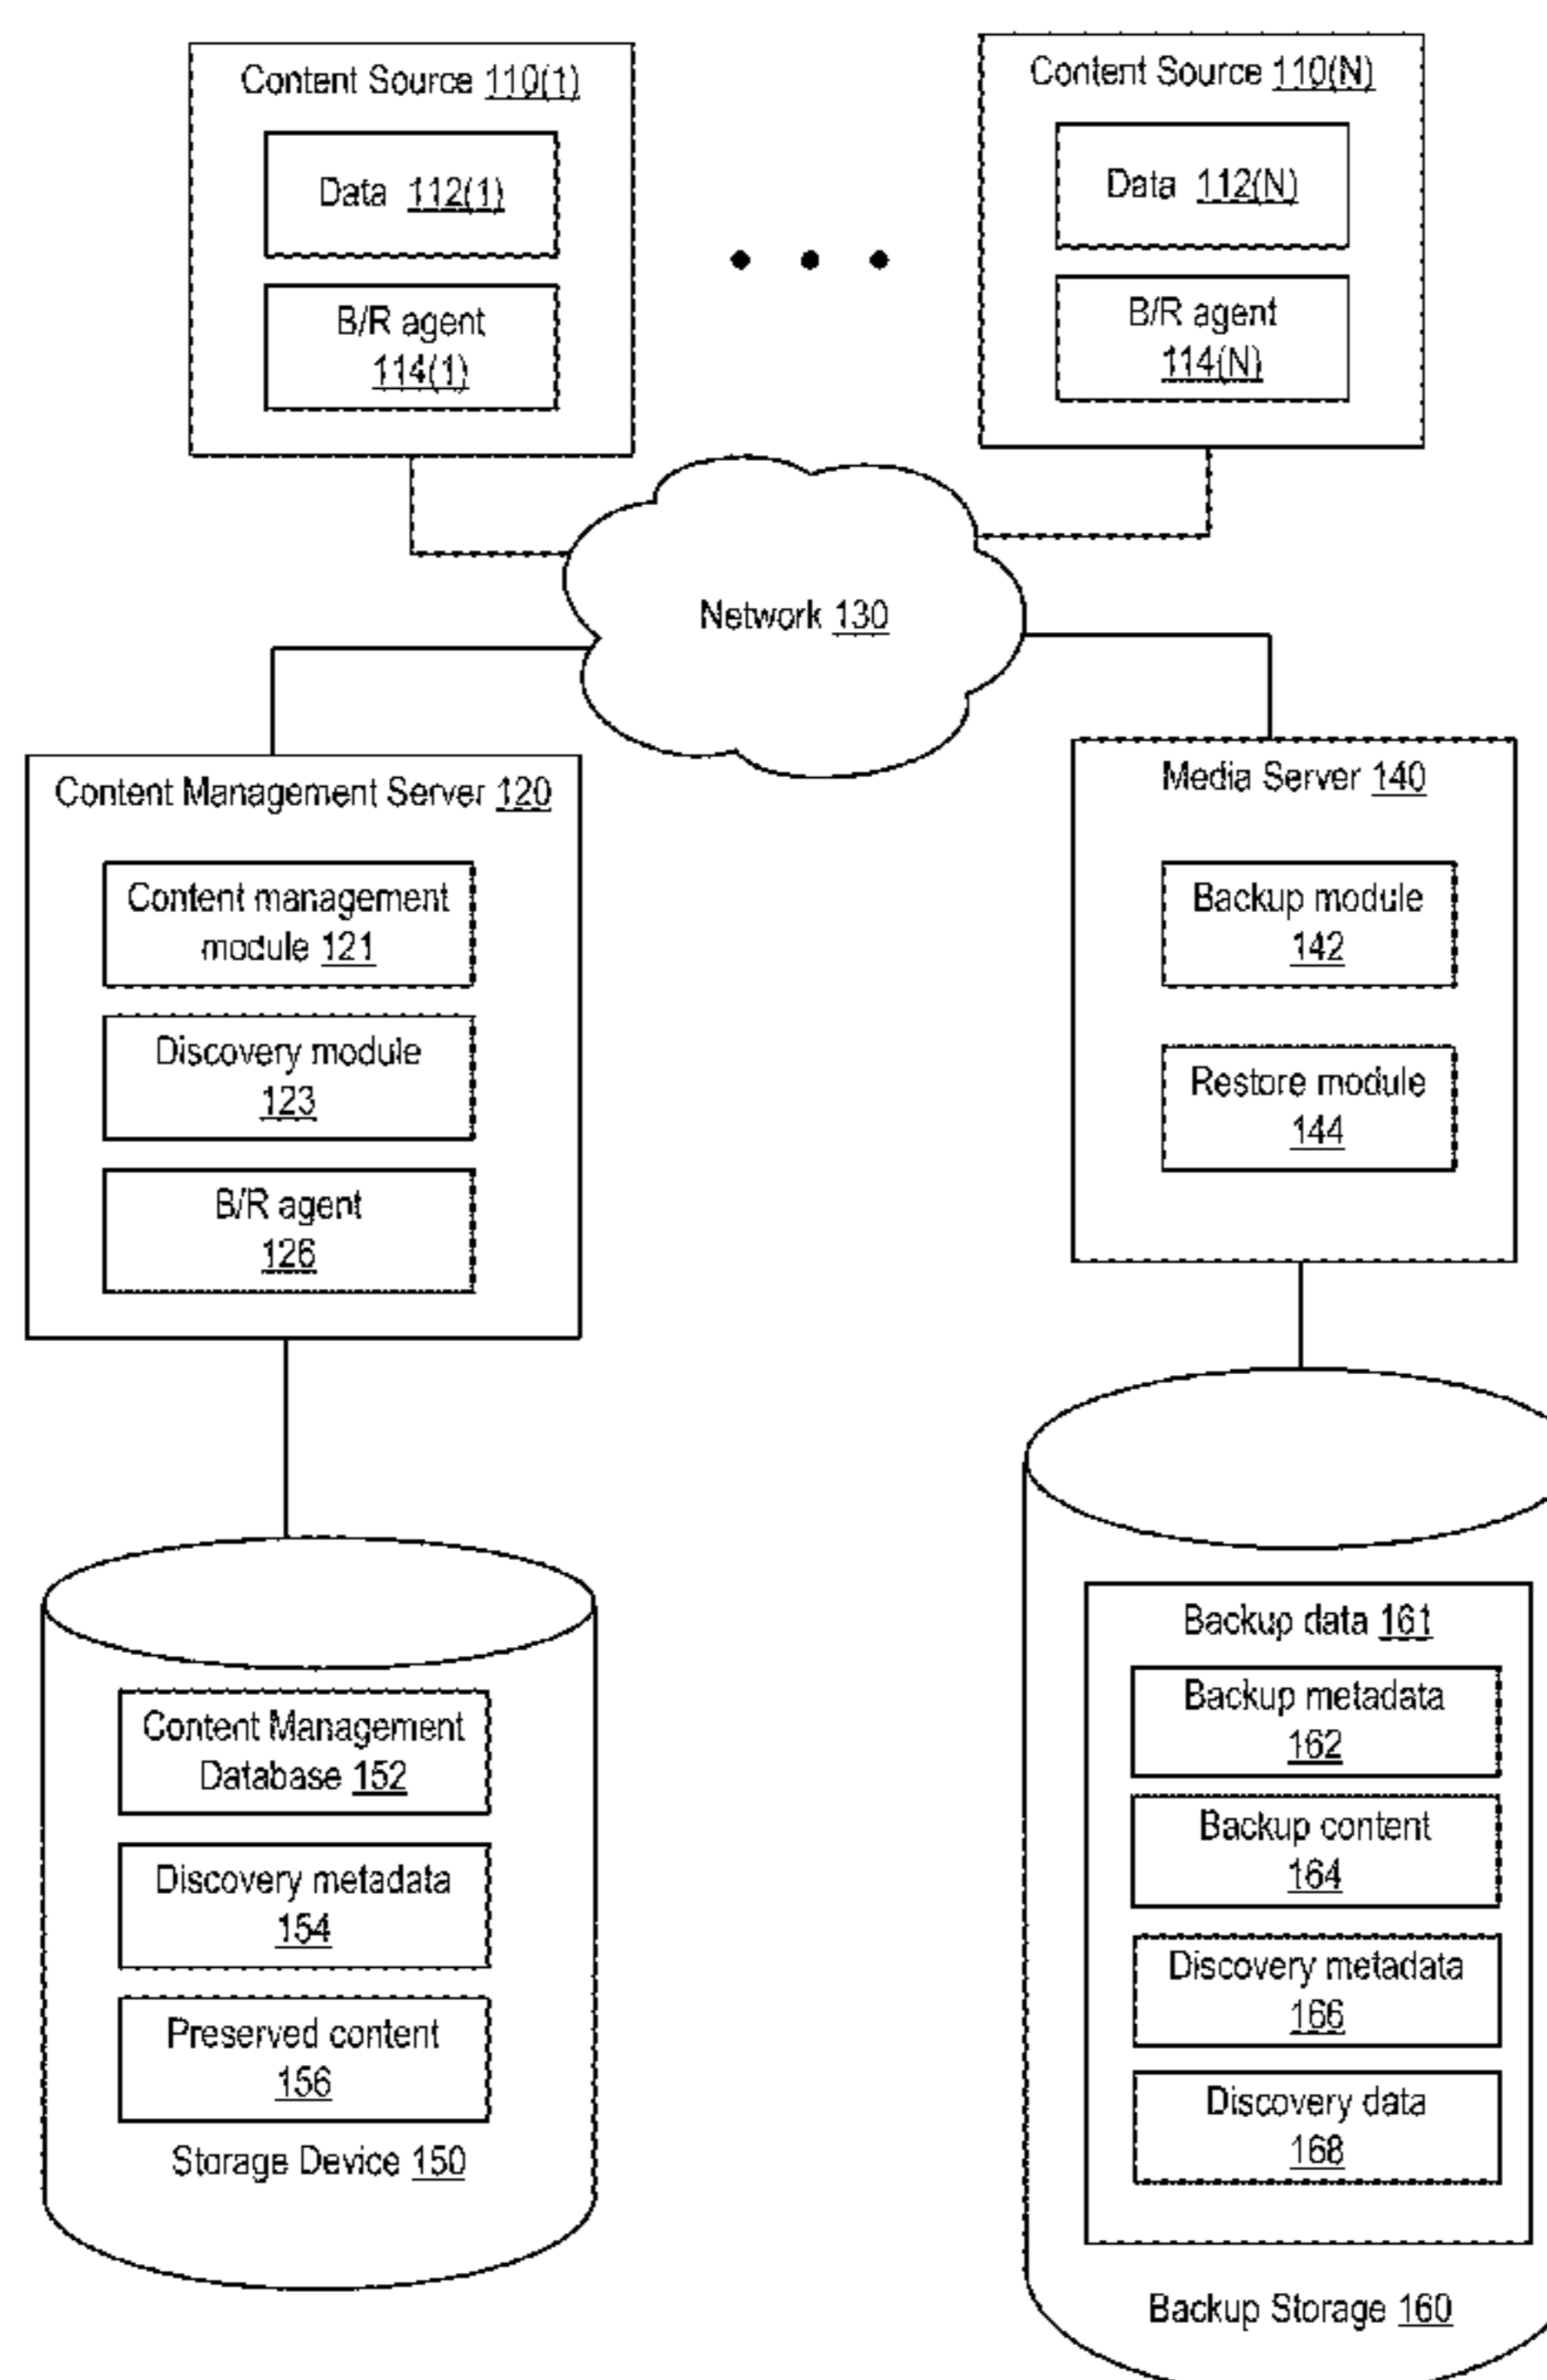 Content Source 110(1)
Data 112(1)
B/R agent
114(1)
Content Source 110(N)
Data 112(N)
B/R agent
114(N)
Network 130
Content Management Server 120
Content management
module 121
Discovery module
123
B/R agent
126
Media Server 140
Backup module
142
Restore module
144
Content Management
Database 152
Discovery metadata
154
Preserved content
156
Storage Device 150
Backup data 161
Backup metadata
162
Backup content
164
Discovery metadata
166
Discovery data
168
Backup Storage 160